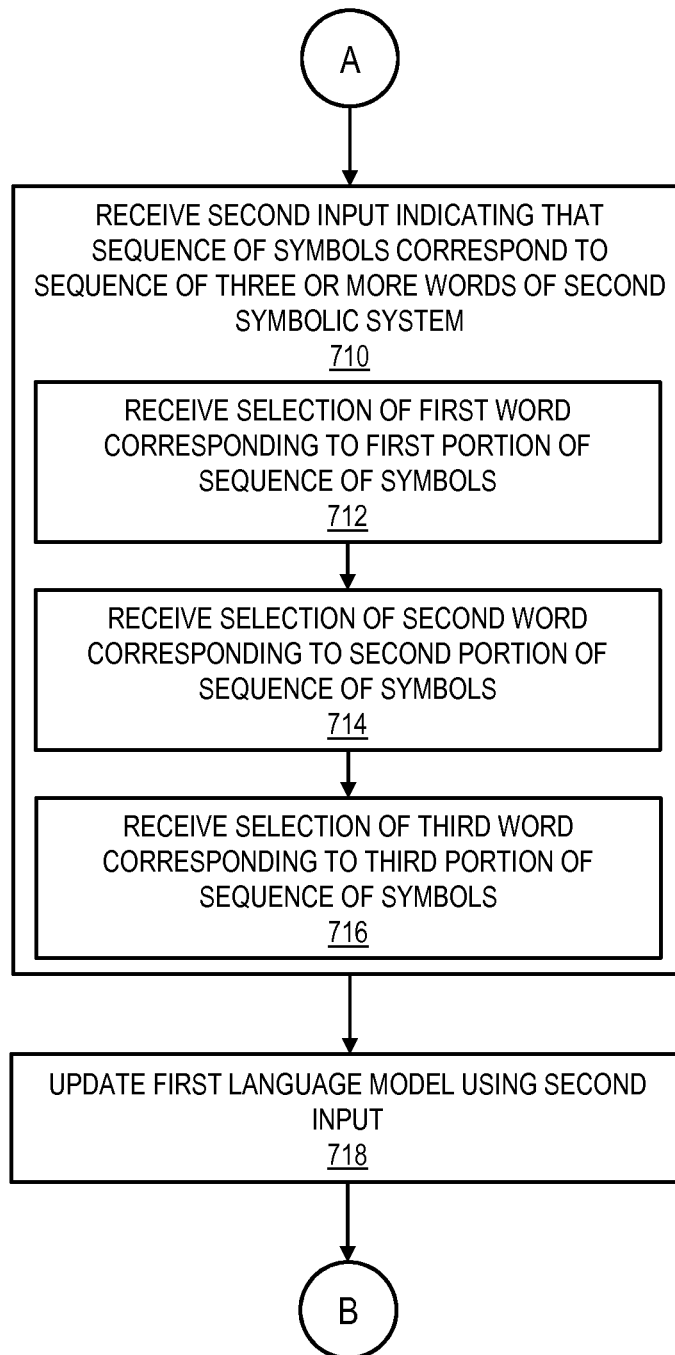 A
RECEIVE SECOND INPUT INDICATING THAT
SEQUENCE OF SYMBOLS CORRESPOND TO
SEQUENCE OF THREE OR MORE WORDS OF SECOND
SYMBOLIC SYSTEM
710
RECEIVE SELECTION OF FIRST WORD
CORRESPONDING TO FIRST PORTION OF
SEQUENCE OF SYMBOLS
712
RECEIVE SELECTION OF SECOND WORD
CORRESPONDING TO SECOND PORTION OF
SEQUENCE OF SYMBOLS
714
RECEIVE SELECTION OF THIRD WORD
CORRESPONDING TO THIRD PORTION OF
SEQUENCE OF SYMBOLS
716
UPDATE FIRST LANGUAGE MODEL USING SECOND
INPUT
718
B